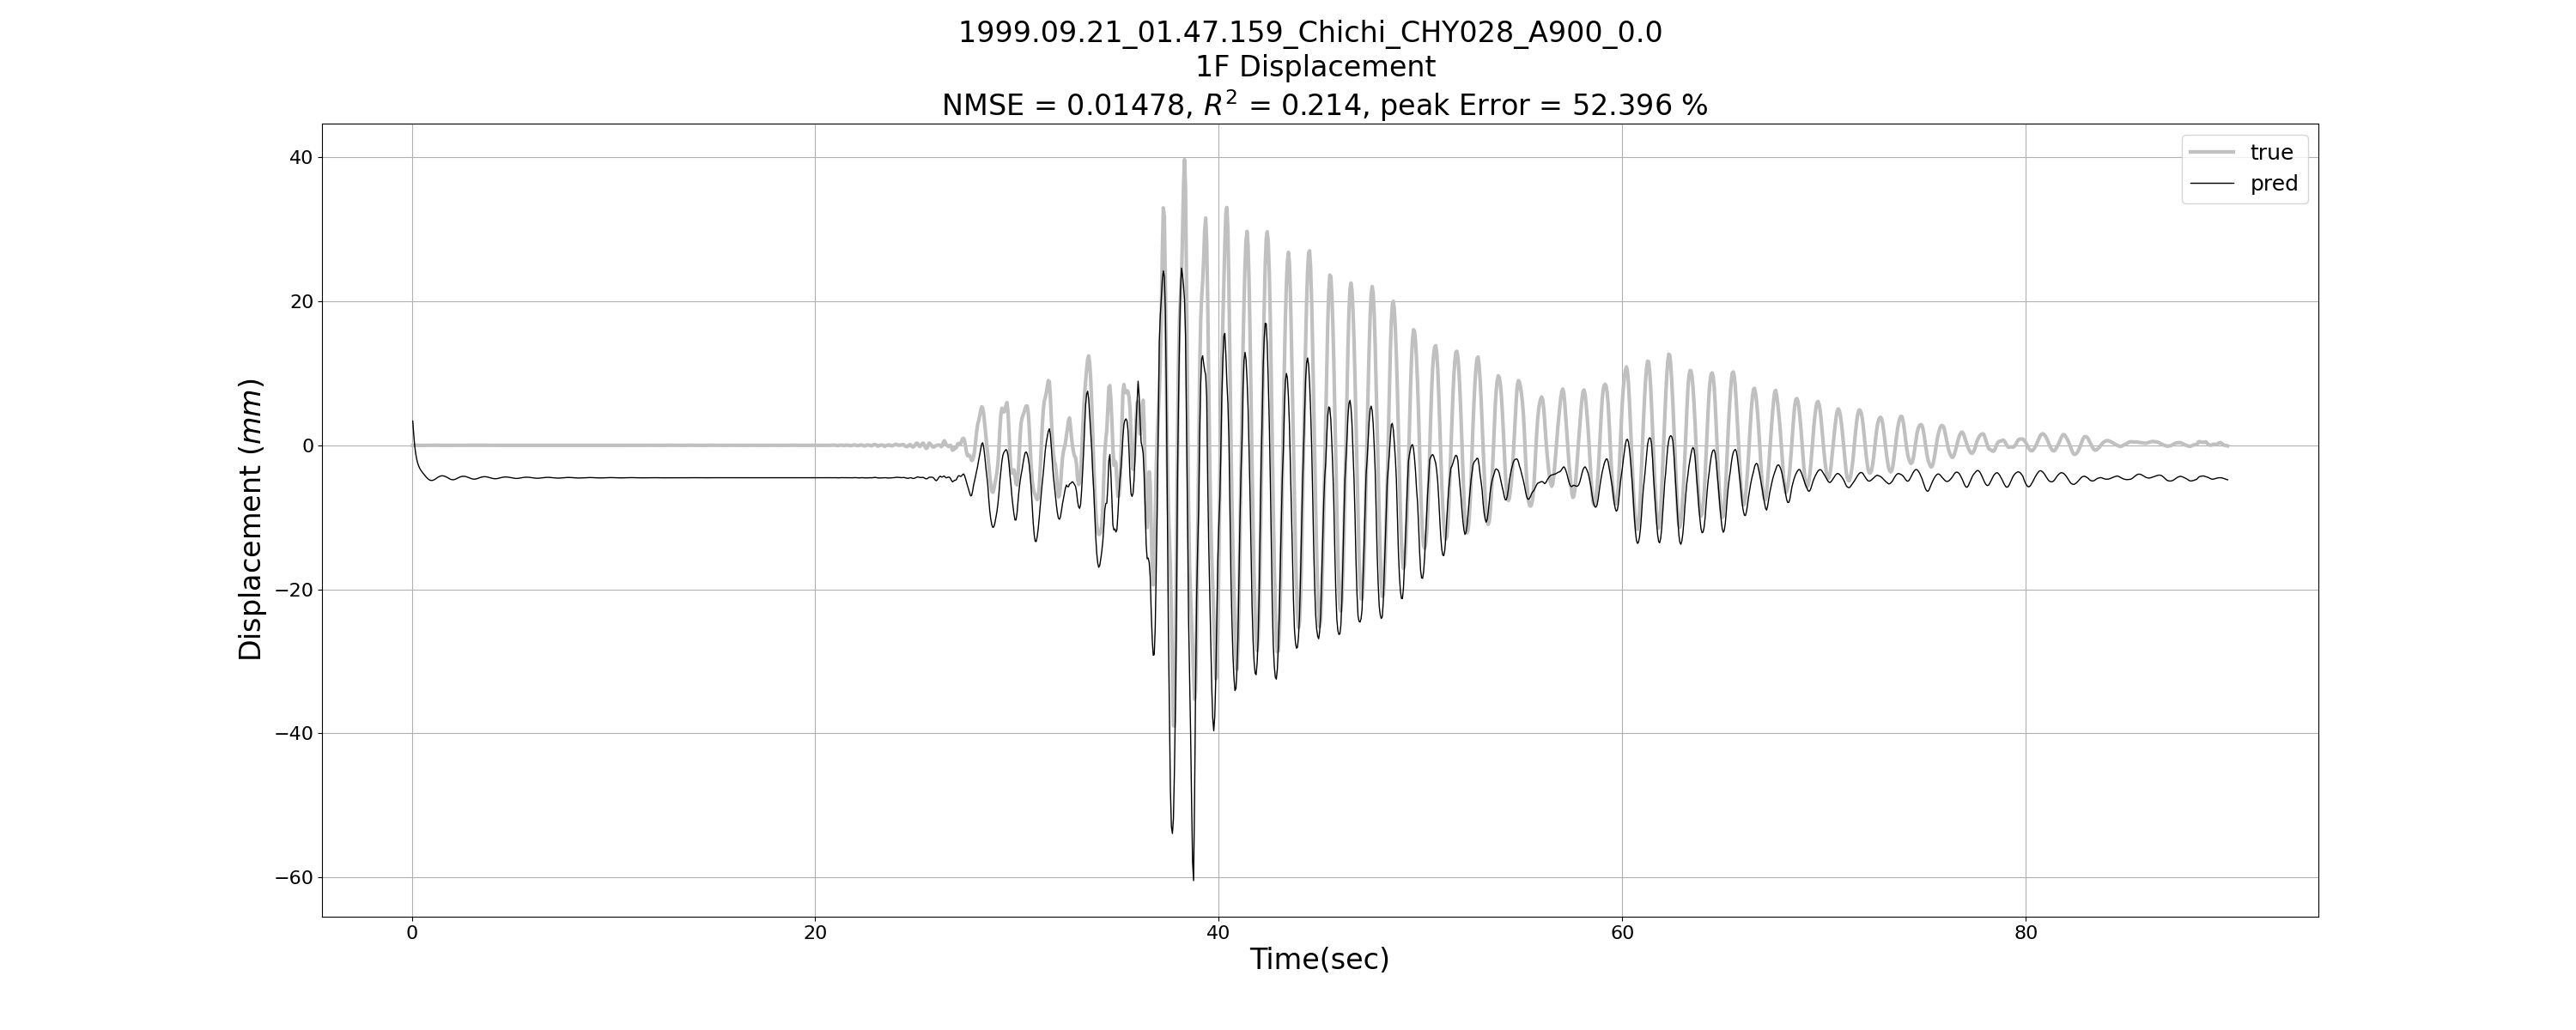 1999.09.21_01.47.159_Chichi_CHY028_A900_0.0
1F Displacement
NMSE = 0.01478, R² = 0.214, peak Error = 52.396 %
true
pred
Displacement (mm)
40
20
0
−20
−40
−60
0 20 40 60 80
Time(sec)